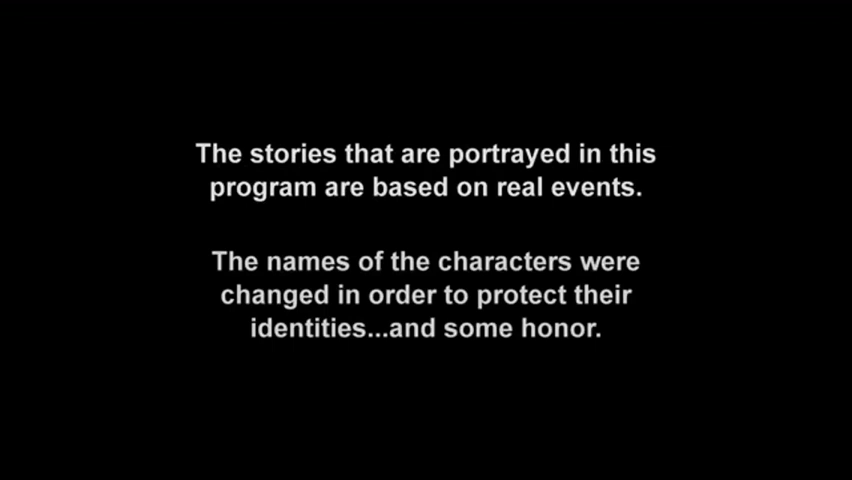 The stories that are portrayed in this
program are based on real events.
The names of the characters were
changed in order to protect their
identities...and some honor.